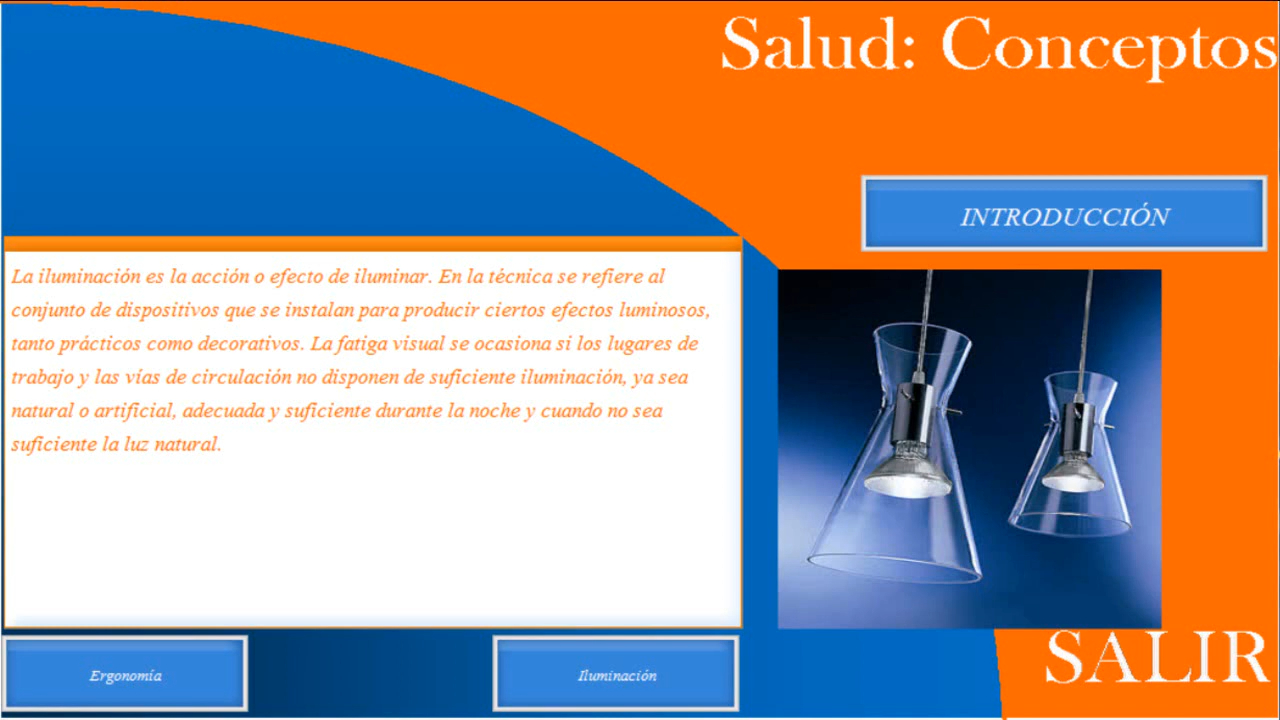 Salud: Conceptos
INTRODUCCIÓN
La iluminación es la acción o efecto de iluminar. En la técnica se refiere al
conjunto de dispositivos que se instalan para producir ciertos efectos luminosos,
tanto prácticos como decorativos. La fatiga visual se ocasiona si los lugares de
trabajo y las vías de circulación no disponen de suficiente iluminación, ya sea
natural o artificial, adecuada y suficiente durante la noche y cuando no sea
suficiente la luz natural.
Ergonomía
Iluminación
SALIR